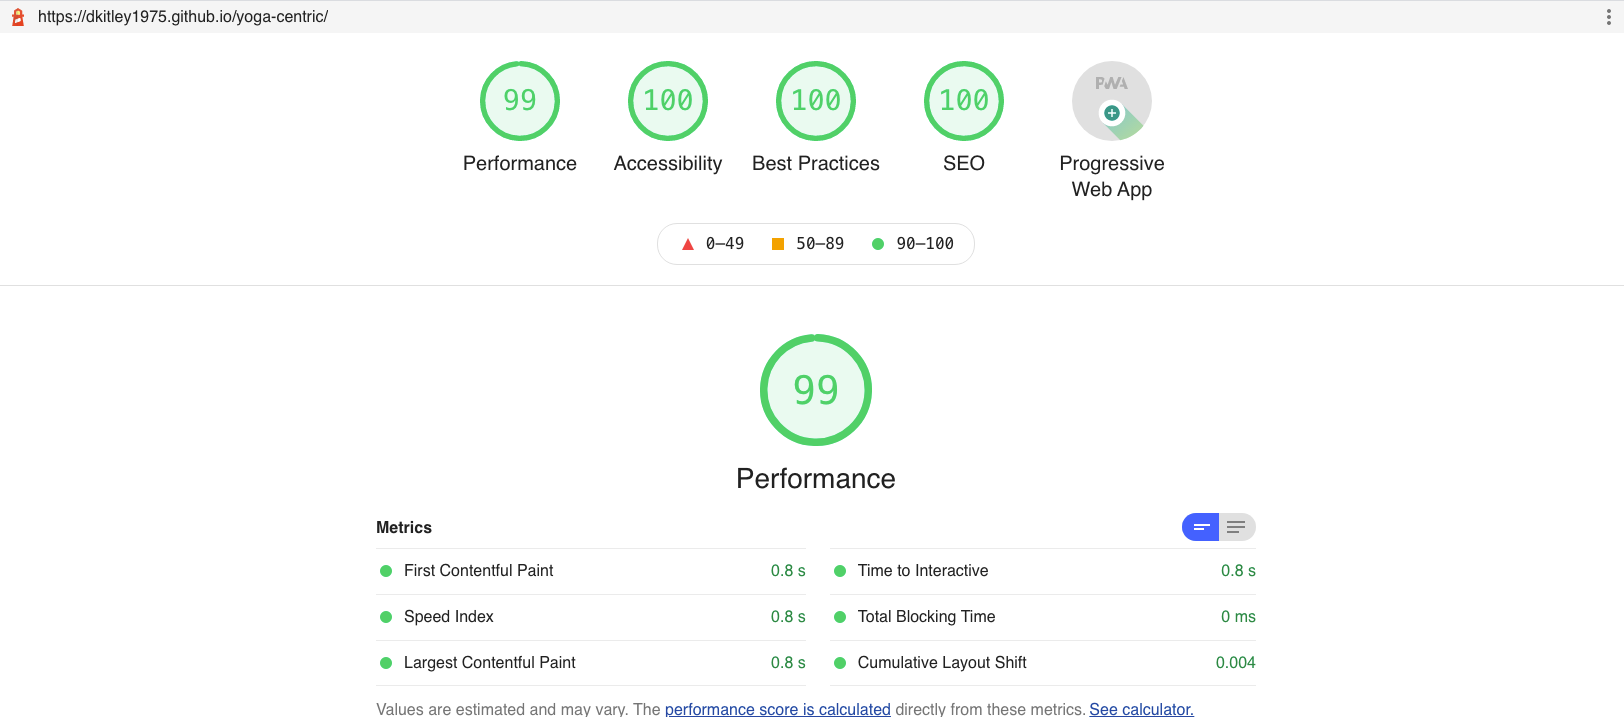 https://dkitley1975.github.io/yoga-centric/
99 100 100 100 PWA
Performance Accessibility Best Practices SEO Progressive
Web App
0–49 50–89 90–100
99
Performance
Metrics
First Contentful Paint 0.8 s Time to Interactive 0.8 s
Speed Index 0.8 s Total Blocking Time 0 ms
Largest Contentful Paint 0.8 s Cumulative Layout Shift 0.004
Values are estimated and may vary. The performance score is calculated directly from these metrics. See calculator.